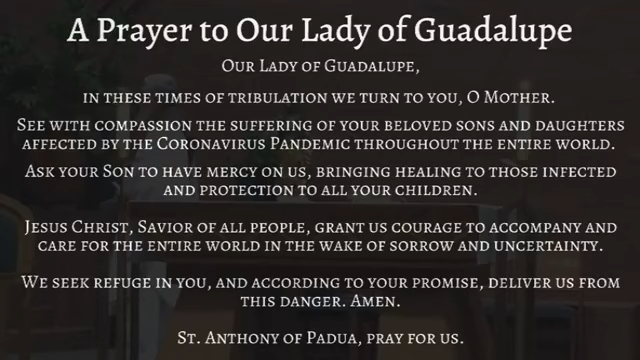 A Prayer to Our Lady of Guadalupe
Our Lady of Guadalupe,
in these times of tribulation we turn to you, O Mother.
See with compassion the suffering of your beloved sons and daughters
affected by the Coronavirus Pandemic throughout the entire world.
Ask your Son to have mercy on us, bringing healing to those infected
and protection to all your children.
Jesus Christ, Savior of all people, grant us courage to accompany and
care for the entire world in the wake of sorrow and uncertainty.
We seek refuge in you, and according to your promise, deliver us from
this danger. Amen.
St. Anthony of Padua, pray for us.